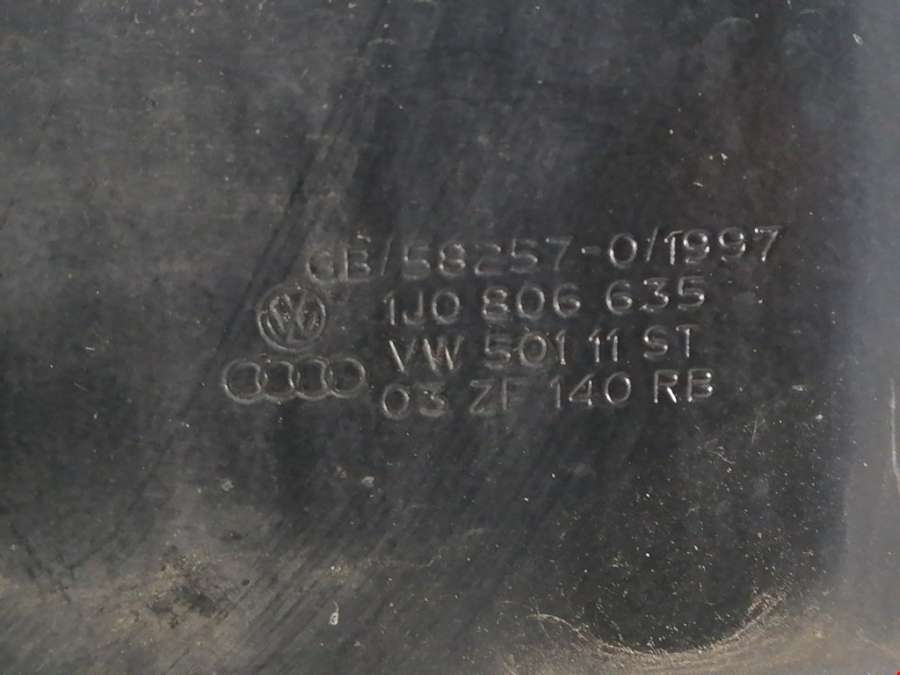 GB/58257-0/1997
1J0 806 635
VW 501 11 ST
03 ZF 140 RB